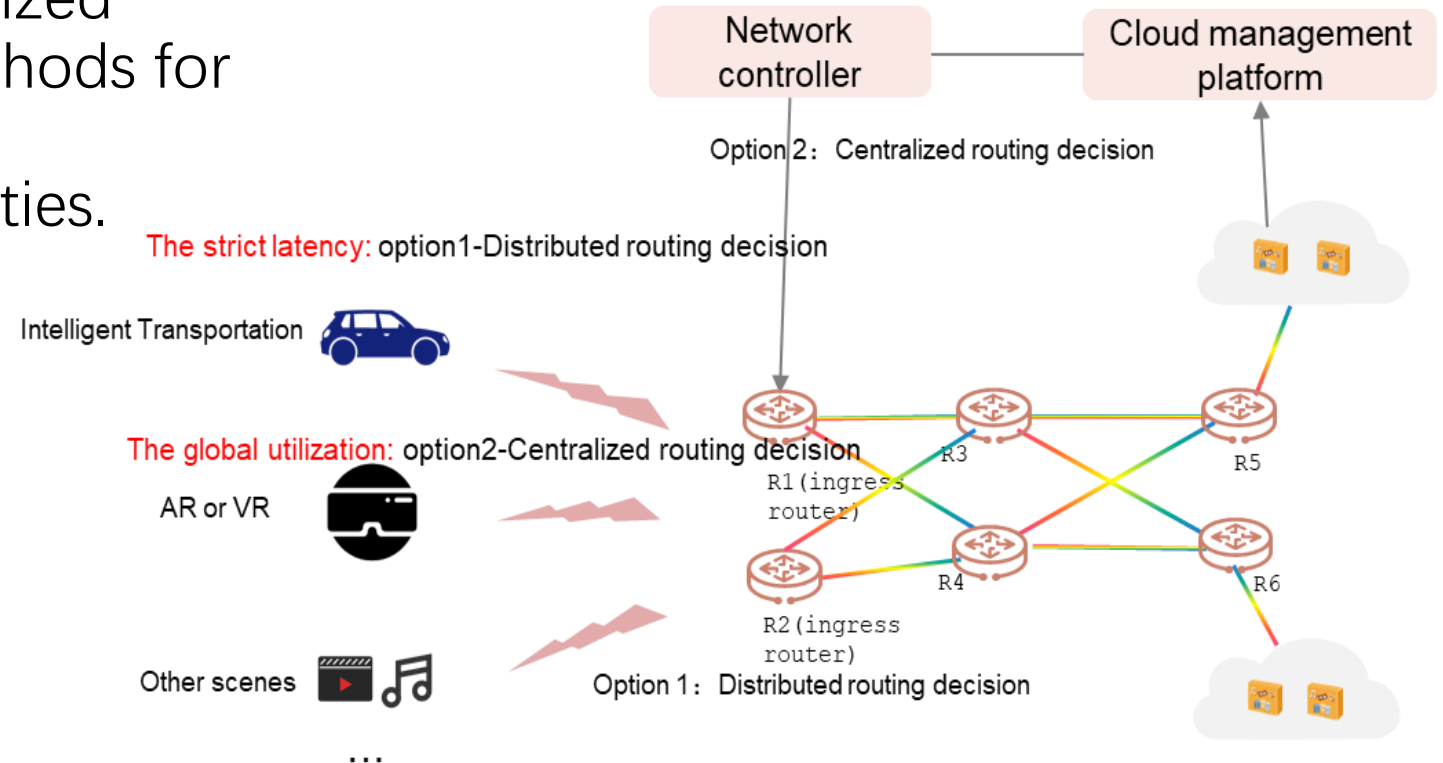 ized
hods for
ties.
Network
controller
Cloud management
platform
Option 2：Centralized routing decision
The strict latency: option1-Distributed routing decision
Intelligent Transportation
The global utilization: option2-Centralized routing decision
AR or VR
R1(ingress
router)
R3
R5
R4
R6
R2(ingress
router)
Other scenes
Option 1：Distributed routing decision
...